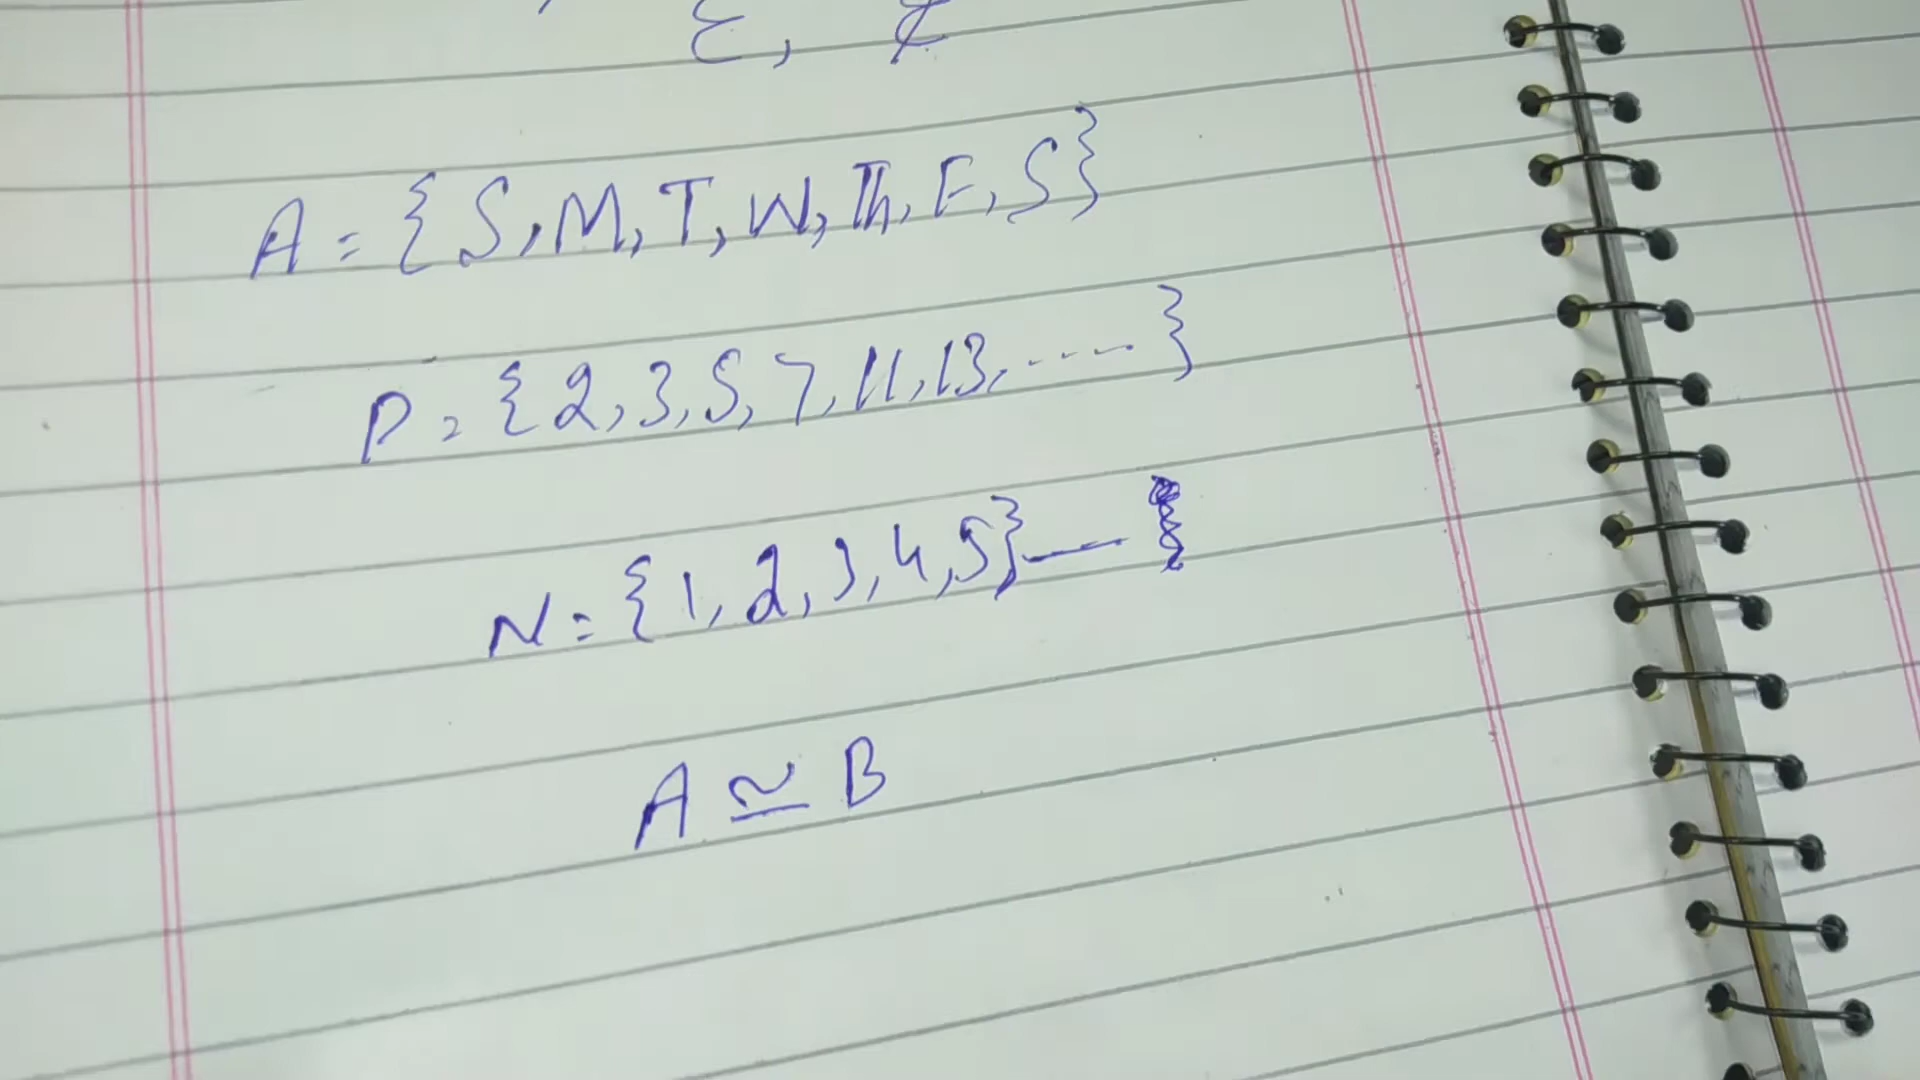 ∈, ∉
A = {S, M, T, W, Th, F, S}
P = {2, 3, 5, 7, 11, 13, .....}
N = {1, 2, 3, 4, 5}
A ≃ B